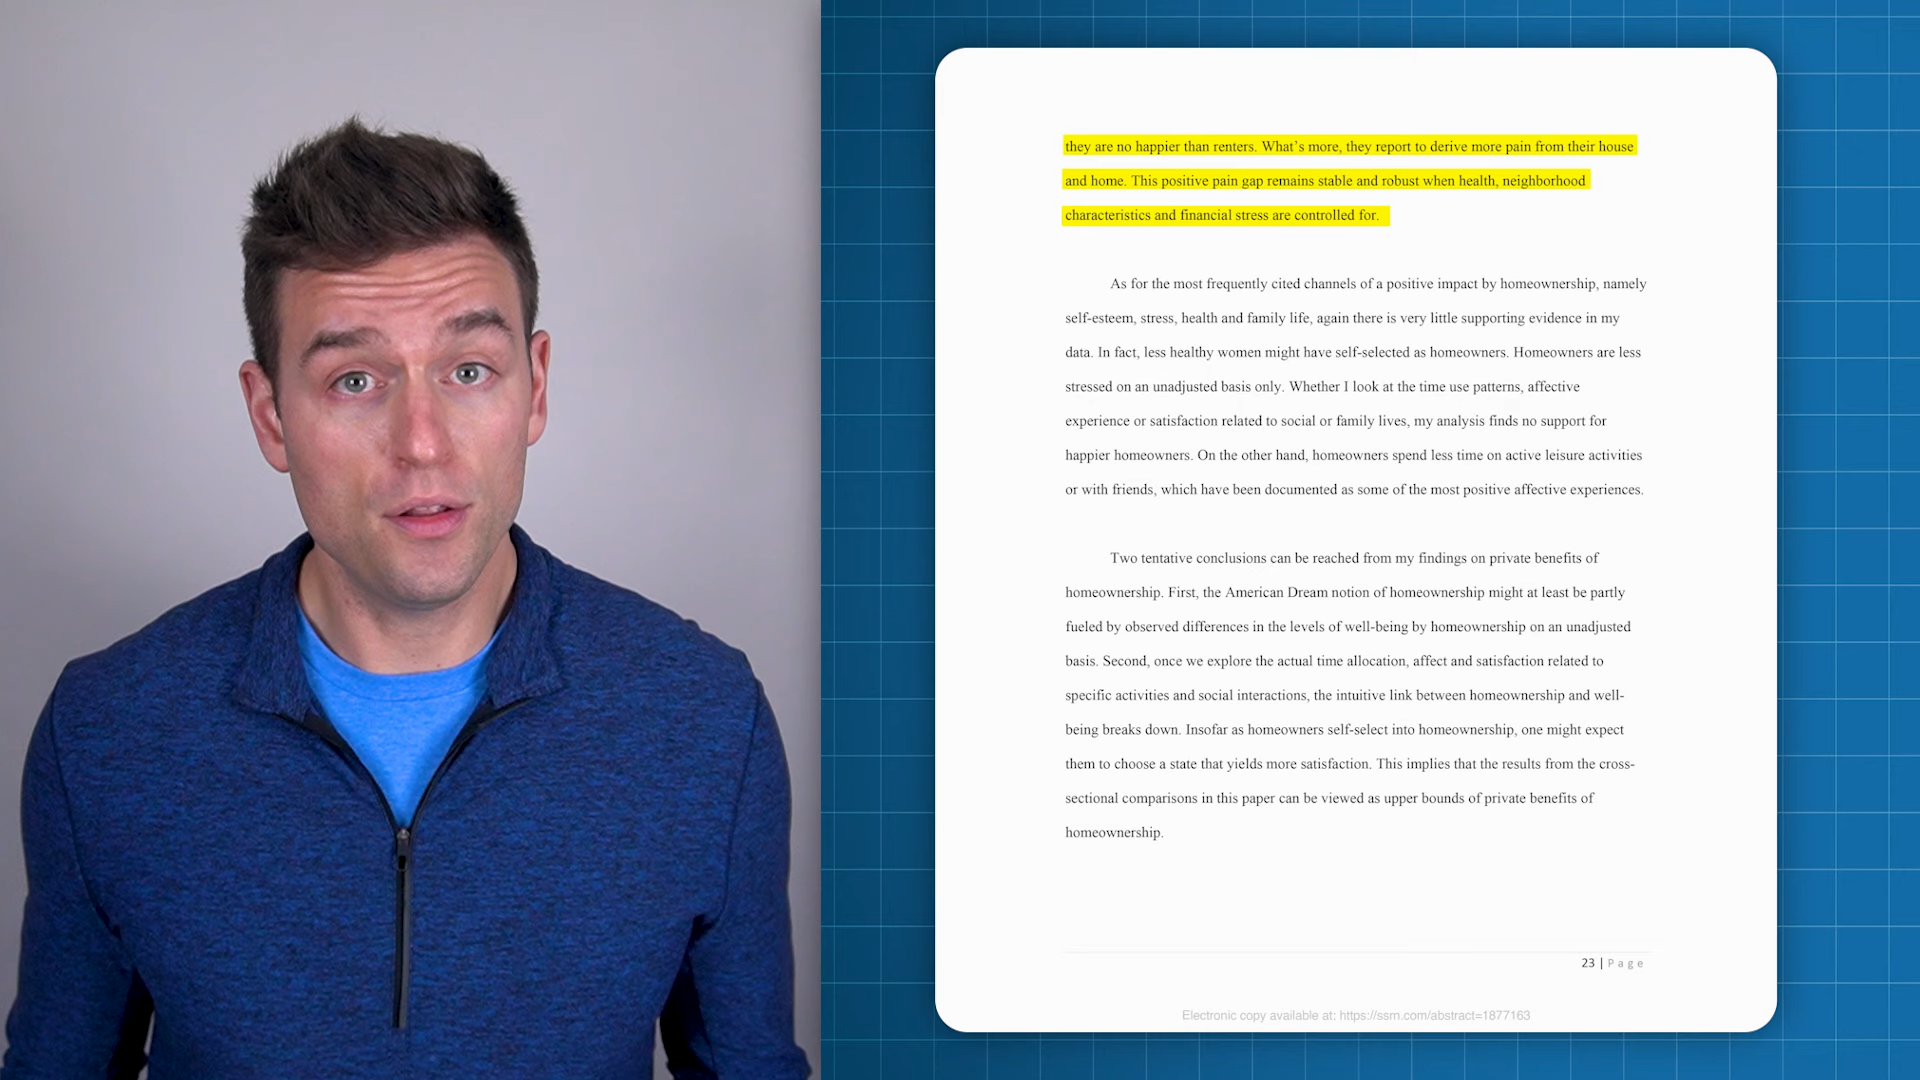 they are no happier than renters. What’s more, they report to derive more pain from their house
and home. This positive pain gap remains stable and robust when health, neighborhood
characteristics and financial stress are controlled for.
As for the most frequently cited channels of a positive impact by homeownership, namely
self-esteem, stress, health and family life, again there is very little supporting evidence in my
data. In fact, less healthy women might have self-selected as homeowners. Homeowners are less
stressed on an unadjusted basis only. Whether I look at the time use patterns, affective
experience or satisfaction related to social or family lives, my analysis finds no support for
happier homeowners. On the other hand, homeowners spend less time on active leisure activities
or with friends, which have been documented as some of the most positive affective experiences.
Two tentative conclusions can be reached from my findings on private benefits of
homeownership. First, the American Dream notion of homeownership might at least be partly
fueled by observed differences in the levels of well-being by homeownership on an unadjusted
basis. Second, once we explore the actual time allocation, affect and satisfaction related to
specific activities and social interactions, the intuitive link between homeownership and well-
being breaks down. Insofar as homeowners self-select into homeownership, one might expect
them to choose a state that yields more satisfaction. This implies that the results from the cross-
sectional comparisons in this paper can be viewed as upper bounds of private benefits of
homeownership.
23 | Page
Electronic copy available at: https://ssrn.com/abstract=1877163